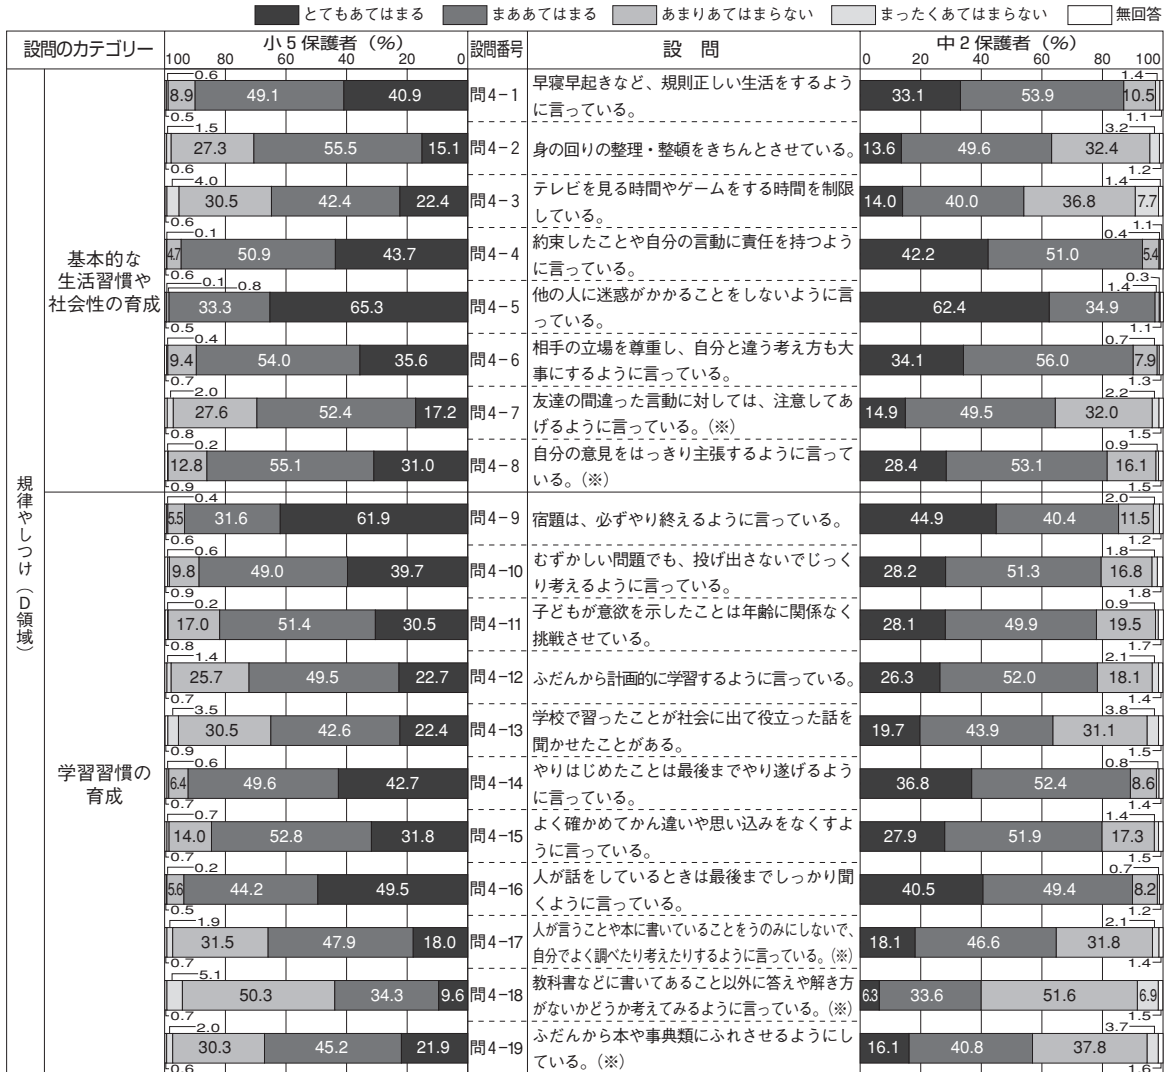 とてもあてはまる まああてはまる あまりあてはまらない まったくあてはまらない 無回答
設問のカテゴリー 小5保護者（%） 設問番号 設 問 中2保護者（%）
100 80 60 40 20 0 0 20 40 60 80 100
規律やしつけ（D領域）
基本的な
生活習慣や
社会性の育成
0.6 1.4
8.9 49.1 40.9 問4-1 早寝早起きなど、規則正しい生活をするよう
に言っている。 33.1 53.9 10.5
0.5 1.1
1.5 3.2
27.3 55.5 15.1 問4-2 身の回りの整理・整頓をきちんとさせている。 13.6 49.6 32.4
0.6 1.2
4.0 1.4
30.5 42.4 22.4 問4-3 テレビを見る時間やゲームをする時間を制限
している。 14.0 40.0 36.8 7.7
0.6 1.1
0.1 0.4
4.7 50.9 43.7 問4-4 約束したことや自分の言動に責任を持つよう
に言っている。 42.2 51.0 5.4
0.6 0.3
0.1 0.8 1.4
33.3 65.3 問4-5 他の人に迷惑がかかることをしないように言
っている。 62.4 34.9
0.5 1.1
0.4 0.7
9.4 54.0 35.6 問4-6 相手の立場を尊重し、自分と違う考え方も大
事にするように言っている。 34.1 56.0 7.9
0.7 1.3
2.0 2.2
27.6 52.4 17.2 問4-7 友達の間違った言動に対しては、注意してあ
げるように言っている。（※） 14.9 49.5 32.0
0.8 1.5
0.2 0.9
12.8 55.1 31.0 問4-8 自分の意見をはっきり主張するように言って
いる。（※） 28.4 53.1 16.1
0.9 1.5
学習習慣の
育成
0.4 2.0
5.5 31.6 61.9 問4-9 宿題は、必ずやり終えるように言っている。 44.9 40.4 11.5
0.6 1.2
0.6 1.8
9.8 49.0 39.7 問4-10 むずかしい問題でも、投げ出さないでじっく
り考えるように言っている。 28.2 51.3 16.8
0.9 1.8
0.2 0.9
17.0 51.4 30.5 問4-11 子どもが意欲を示したことは年齢に関係なく
挑戦させている。 28.1 49.9 19.5
0.8 1.7
1.4 2.1
25.7 49.5 22.7 問4-12 ふだんから計画的に学習するように言っている。 26.3 52.0 18.1
0.7 1.4
3.5 3.8
30.5 42.6 22.4 問4-13 学校で習ったことが社会に出て役立った話を
聞かせたことがある。 19.7 43.9 31.1
0.9 1.5
0.6 0.8
6.4 49.6 42.7 問4-14 やりはじめたことは最後までやり遂げるよう
に言っている。 36.8 52.4 8.6
0.7 1.4
0.7 1.4
14.0 52.8 31.8 問4-15 よく確かめてかん違いや思い込みをなくすよ
うに言っている。 27.9 51.9 17.3
0.7 1.5
0.2 0.7
5.6 44.2 49.5 問4-16 人が話をしているときは最後までしっかり聞
くように言っている。 40.5 49.4 8.2
0.5 1.2
1.9 2.1
31.5 47.9 18.0 問4-17 人が言うことや本に書いていることをうのみにしないで、
自分でよく調べたり考えたりするように言っている。（※） 18.1 46.6 31.8
0.7 1.4
5.1
50.3 34.3 9.6 問4-18 教科書などに書いてあること以外に答えや解き方
がないかどうか考えてみるように言っている。（※） 6.3 33.6 51.6 6.9
0.7 1.5
2.0 3.7
30.3 45.2 21.9 問4-19 ふだんから本や事典類にふれさせるようにし
ている。（※） 16.1 40.8 37.8
0.6 1.6